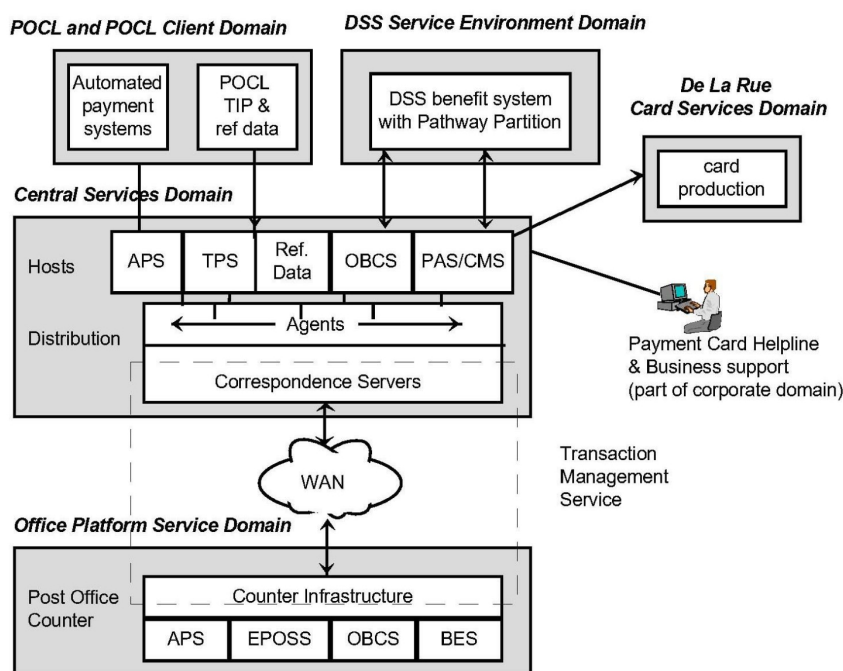 POCL and POCL Client Domain
DSS Service Environment Domain
Automated
payment
systems
POCL
TIP &
ref data
DSS benefit system
with Pathway Partition
De La Rue
Card Services Domain
card
production
Central Services Domain
Hosts
APS
TPS
Ref.
Data
OBCS
PAS/CMS
Distribution
Agents
Correspondence Servers
Payment Card Helpline
& Business support
(part of corporate domain)
WAN
Transaction
Management
Service
Office Platform Service Domain
Post Office
Counter
Counter Infrastructure
APS
EPOSS
OBCS
BES